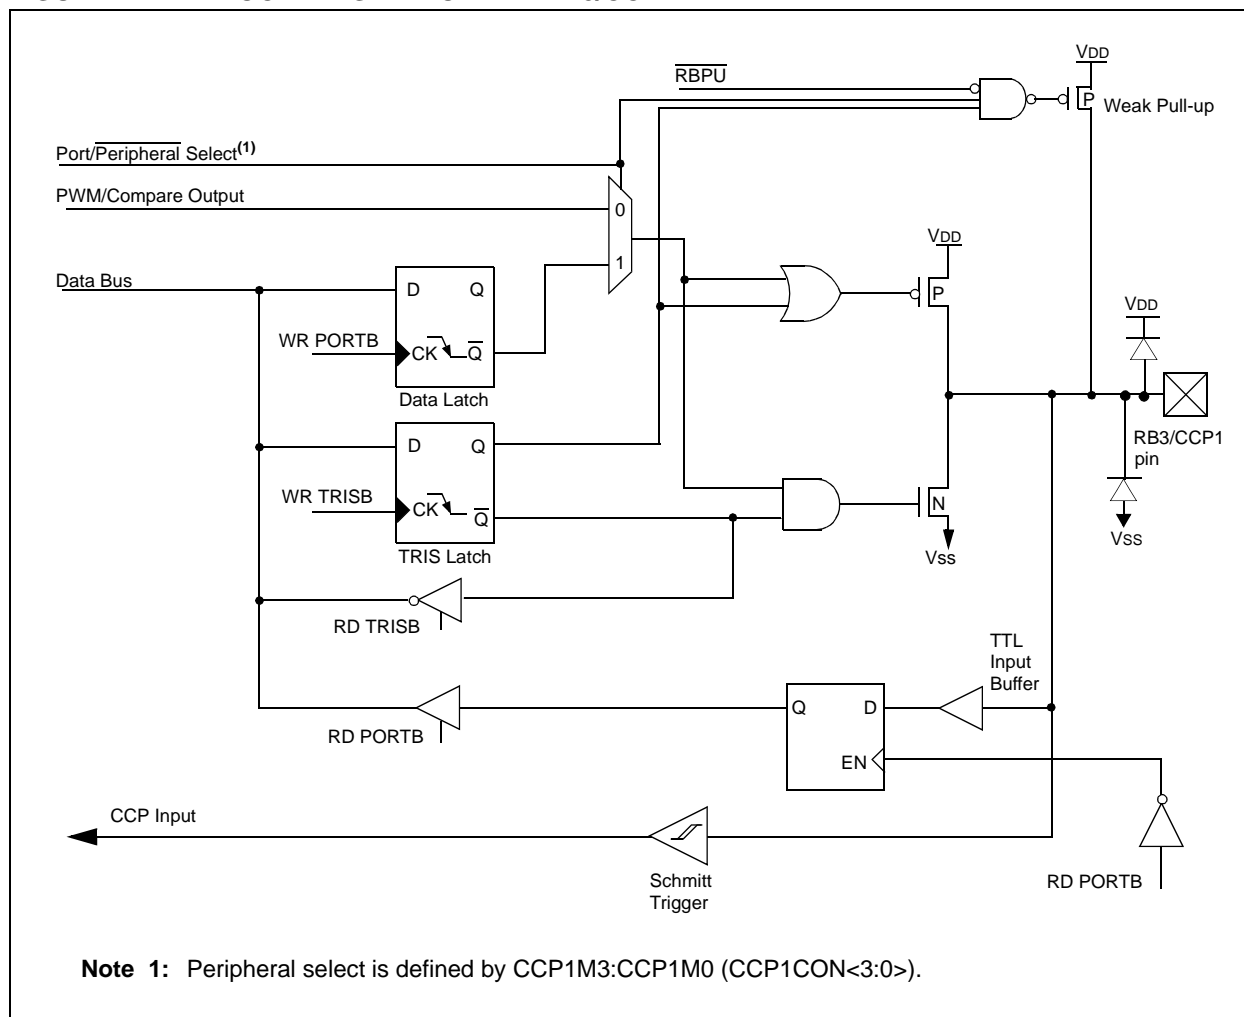 VDD
RBPU
P
Weak Pull-up
Port/Peripheral Select(1)
PWM/Compare Output
0
1
VDD
Data Bus
D Q
P
VDD
WR PORTB
CK Q
Data Latch
D Q
RB3/CCP1
pin
WR TRISB
CK Q
N
TRIS Latch
VSS
VSS
RD TRISB
TTL
Input
Buffer
Q D
RD PORTB
EN
CCP Input
Schmitt
Trigger
RD PORTB
Note 1: Peripheral select is defined by CCP1M3:CCP1M0 (CCP1CON<3:0>).